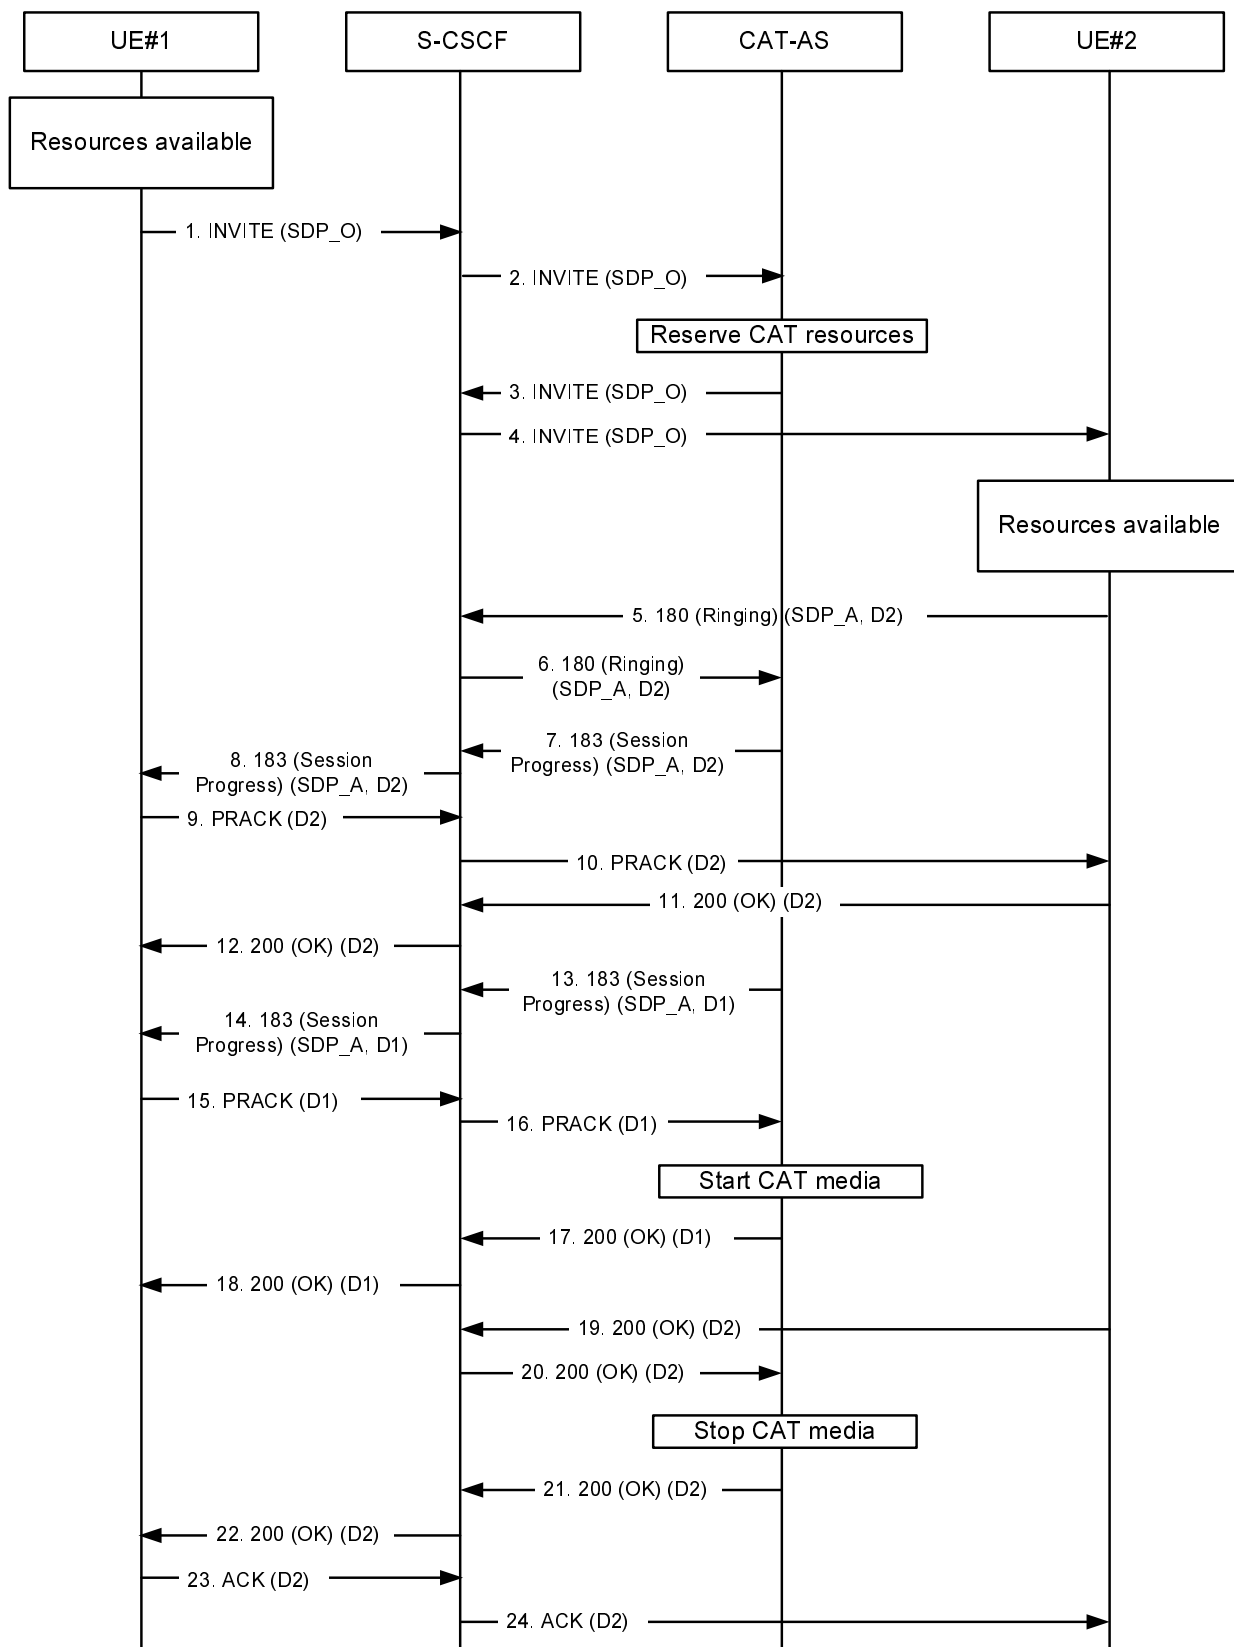 UE#1
S-CSCF
CAT-AS
UE#2
Resources available
1. INVITE (SDP_O)
2. INVITE (SDP_O)
Reserve CAT resources
3. INVITE (SDP_O)
4. INVITE (SDP_O)
Resources available
5. 180 (Ringing) (SDP_A, D2)
6. 180 (Ringing)
(SDP_A, D2)
7. 183 (Session
Progress) (SDP_A, D2)
8. 183 (Session
Progress) (SDP_A, D2)
9. PRACK (D2)
10. PRACK (D2)
11. 200 (OK) (D2)
12. 200 (OK) (D2)
13. 183 (Session
Progress) (SDP_A, D1)
14. 183 (Session
Progress) (SDP_A, D1)
15. PRACK (D1)
16. PRACK (D1)
Start CAT media
17. 200 (OK) (D1)
18. 200 (OK) (D1)
19. 200 (OK) (D2)
20. 200 (OK) (D2)
Stop CAT media
21. 200 (OK) (D2)
22. 200 (OK) (D2)
23. ACK (D2)
24. ACK (D2)